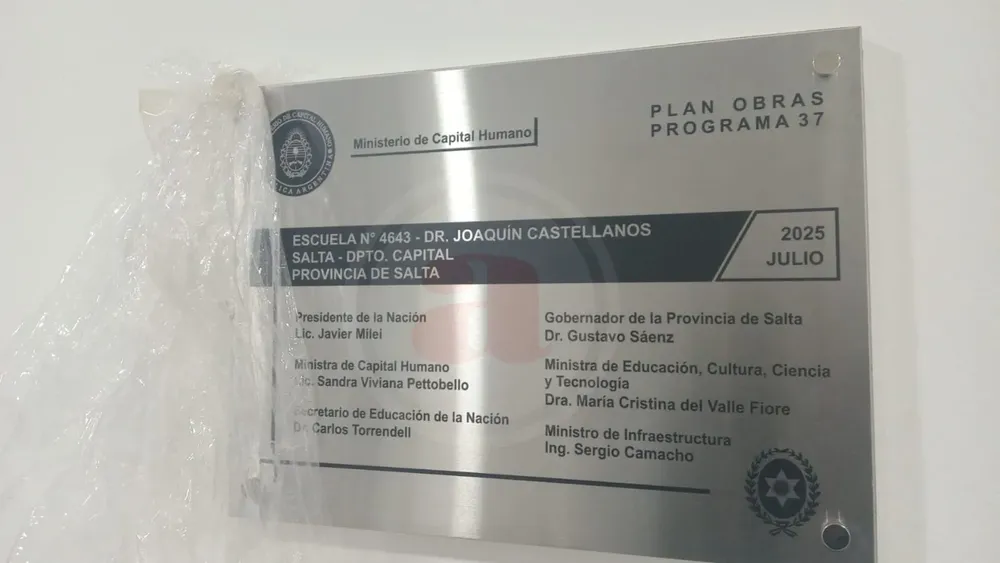 Ministerio de Capital Humano
PLAN OBRAS
PROGRAMA 37
ESCUELA N° 4643 - DR. JOAQUÍN CASTELLANOS
SALTA - DPTO. CAPITAL
PROVINCIA DE SALTA
2025
JULIO
Presidente de la Nación
Lic. Javier Milei
Ministra de Capital Humano
Lic. Sandra Viviana Pettobello
Secretario de Educación de la Nación
Dr. Carlos Torrendell
Gobernador de la Provincia de Salta
Dr. Gustavo Sáenz
Ministra de Educación, Cultura, Ciencia
y Tecnología
Dra. María Cristina del Valle Fiore
Ministro de Infraestructura
Ing. Sergio Camacho
a